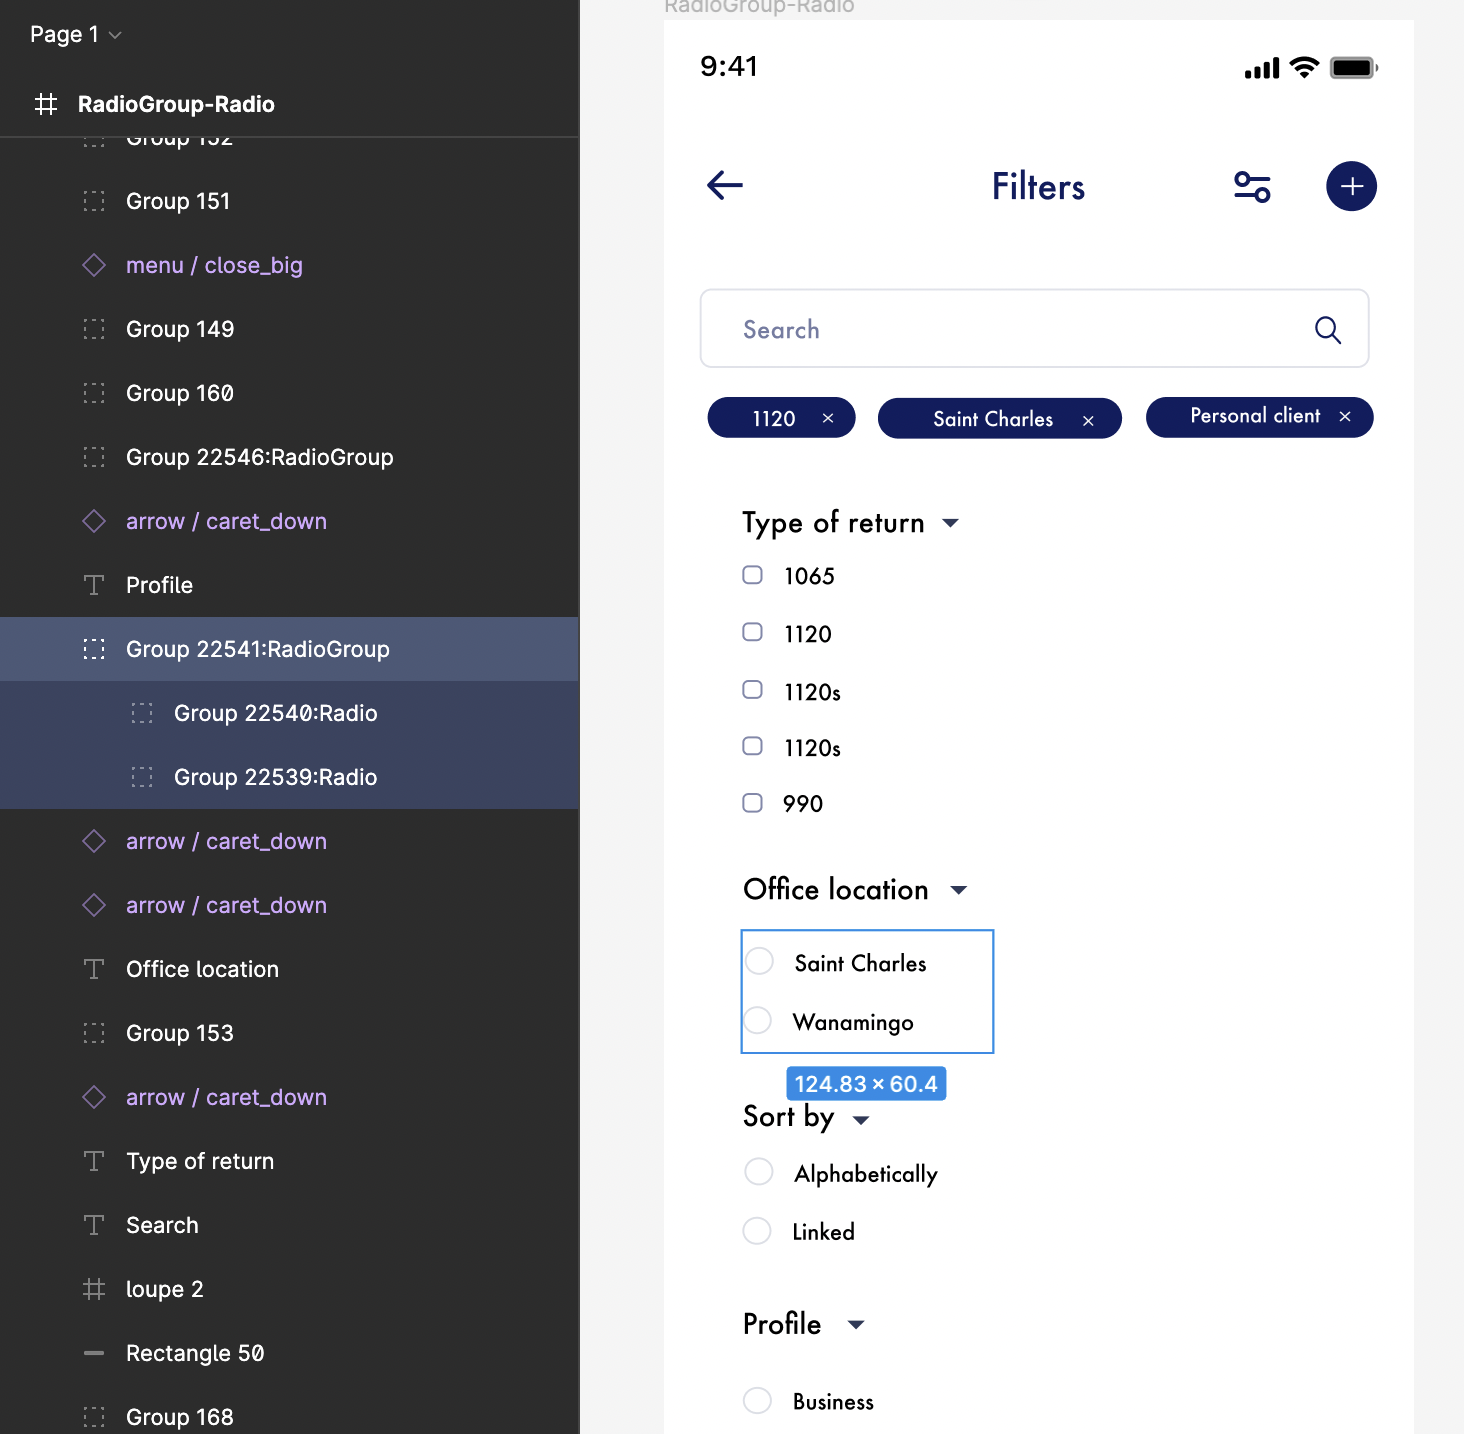 Page 1
RadioGroup-Radio
Group 152
Group 151
menu / close_big
Group 149
Group 160
Group 22546:RadioGroup
arrow / caret_down
Profile
Group 22541:RadioGroup
Group 22540:Radio
Group 22539:Radio
arrow / caret_down
arrow / caret_down
Office location
Group 153
arrow / caret_down
Type of return
Search
loupe 2
Rectangle 50
Group 168
RadioGroup-Radio
9:41
Filters
Search
1120 ×
Saint Charles ×
Personal client ×
Type of return
1065
1120
1120s
1120s
990
Office location
Saint Charles
Wanamingo
124.83 × 60.4
Sort by
Alphabetically
Linked
Profile
Business